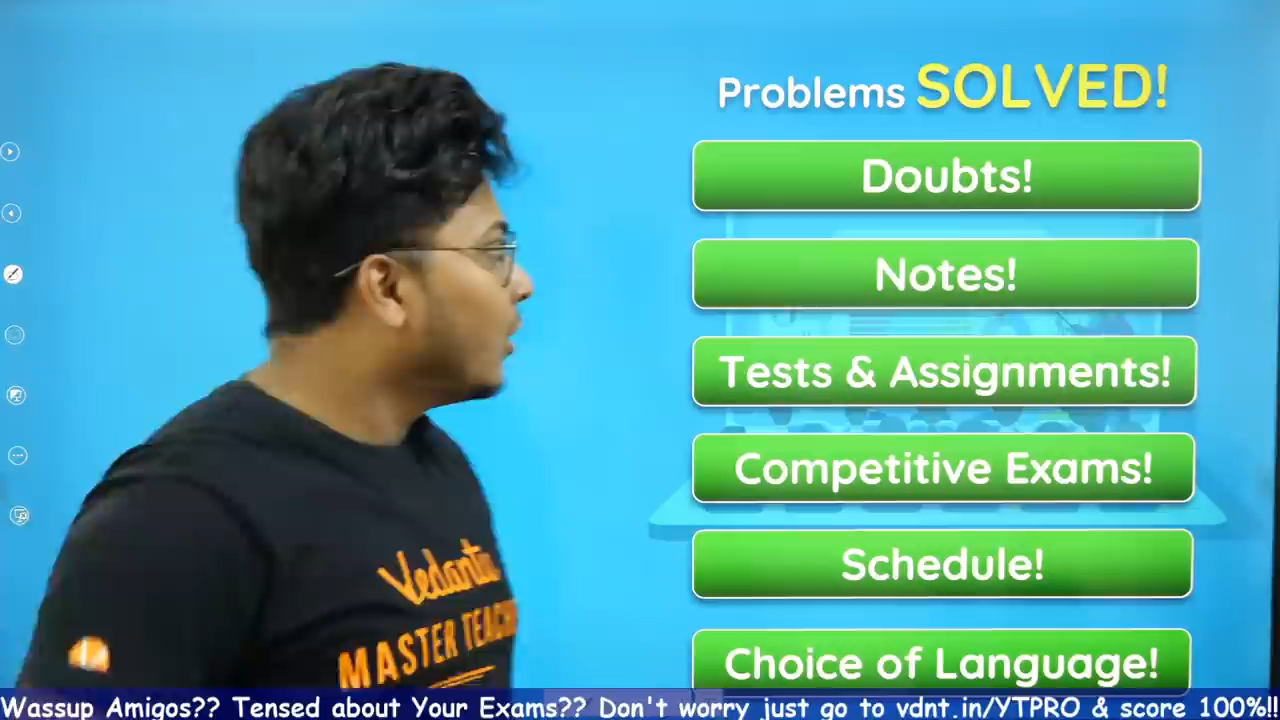 Problems SOLVED!
Doubts!
Notes!
Tests & Assignments!
Competitive Exams!
Schedule!
Choice of Language!
Vedantu
MASTER
Wassup Amigos?? Tensed about Your Exams?? Don't worry just go to vdnt.in/YTPRO & score 100%!!